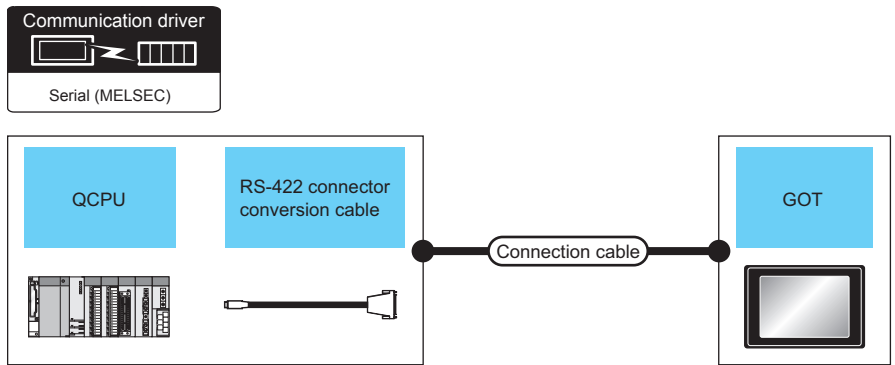 Communication driver
Serial (MELSEC)
QCPU
RS-422 connector
conversion cable
Connection cable
GOT